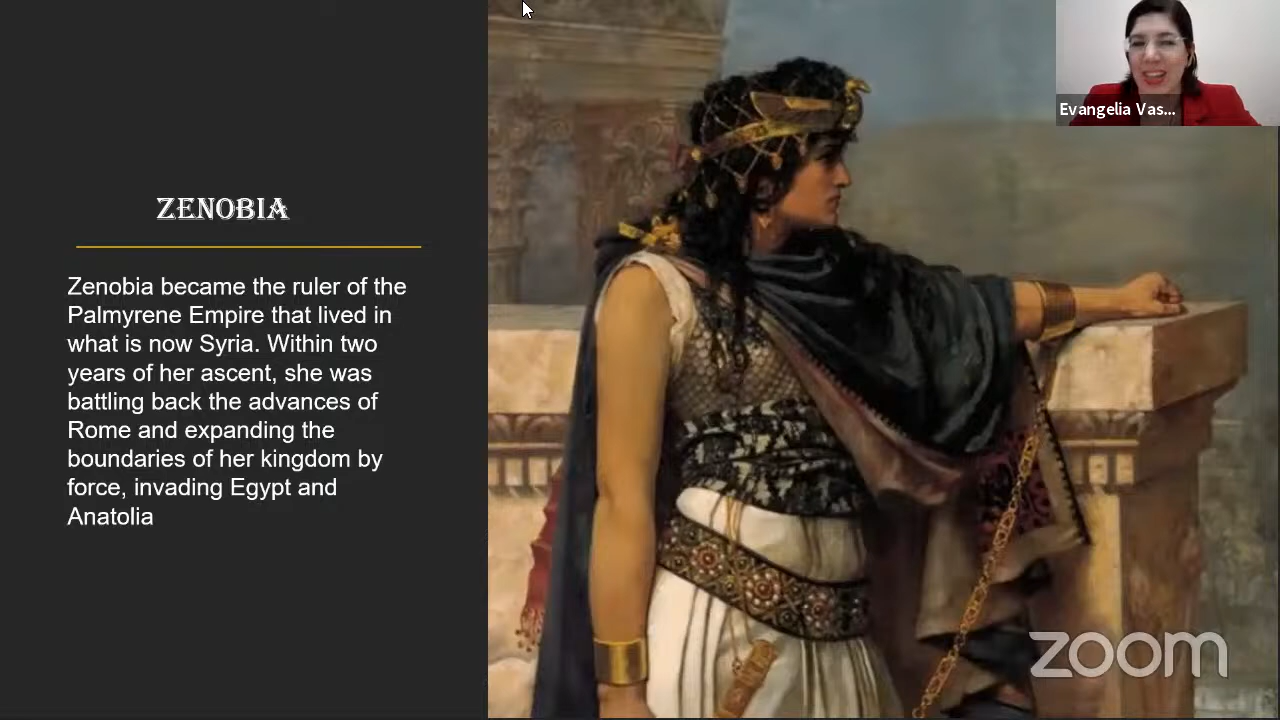 ZENOBIA
Zenobia became the ruler of the
Palmyrene Empire that lived in
what is now Syria. Within two
years of her ascent, she was
battling back the advances of
Rome and expanding the
boundaries of her kingdom by
force, invading Egypt and
Anatolia
Evangelia Vas...
zoom